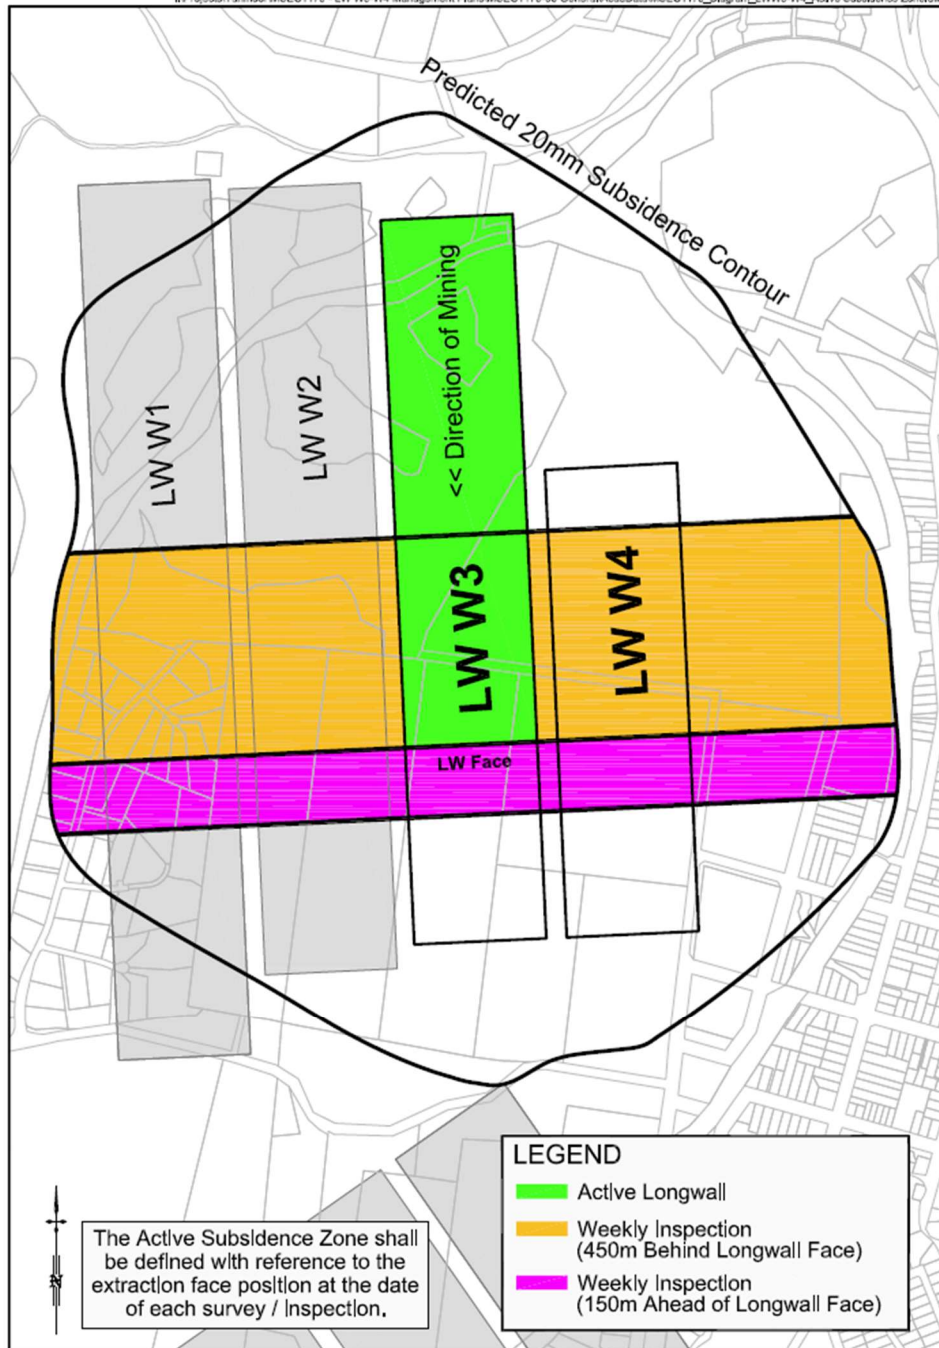 Predicted 20mm Subsidence Contour
<< Direction of Mining
LW W1
LW W2
LW W3
LW W4
LW Face
LEGEND
Active Longwall
Weekly Inspection
(450m Behind Longwall Face)
Weekly Inspection
(150m Ahead of Longwall Face)
N
The Active Subsidence Zone shall
be defined with reference to the
extraction face position at the date
of each survey / inspection.